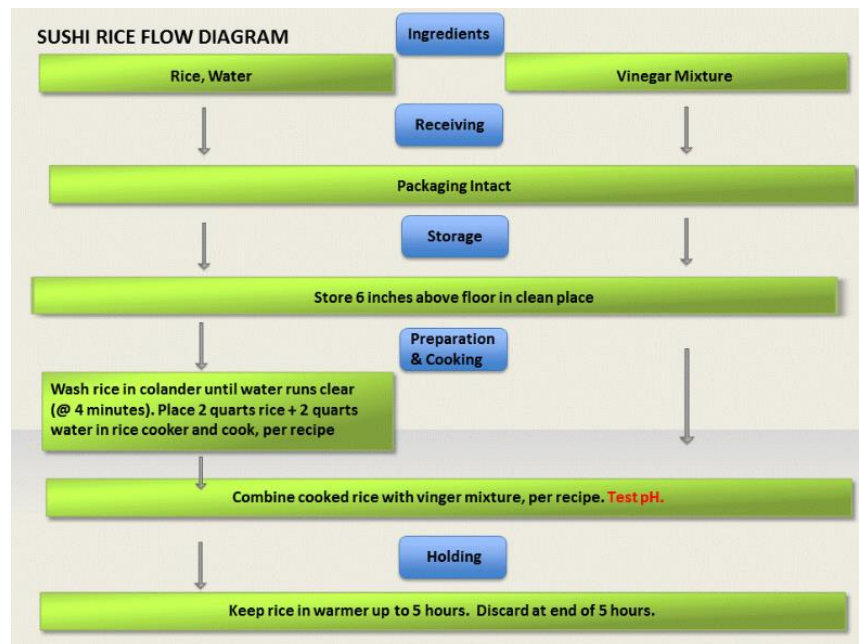 SUSHI RICE FLOW DIAGRAM
Ingredients
Rice, Water
Vinegar Mixture
Receiving
Packaging Intact
Storage
Store 6 inches above floor in clean place
Preparation
& Cooking
Wash rice in colander until water runs clear
(@ 4 minutes). Place 2 quarts rice + 2 quarts
water in rice cooker and cook, per recipe
Combine cooked rice with vinger mixture, per recipe. Test pH.
Holding
Keep rice in warmer up to 5 hours. Discard at end of 5 hours.